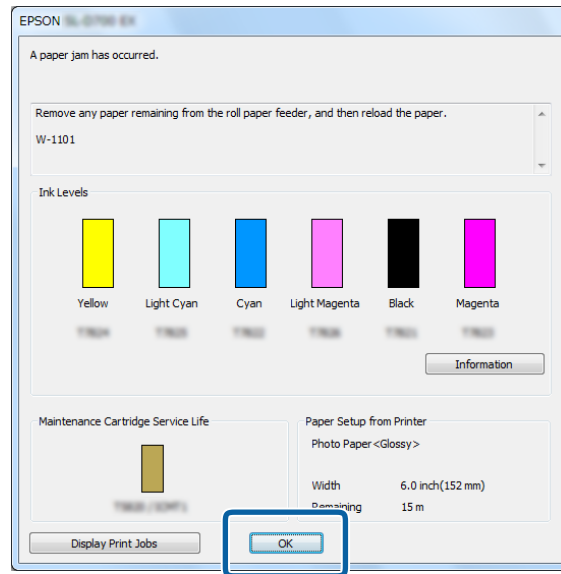 EPSON
A paper jam has occurred.
Remove any paper remaining from the roll paper feeder, and then reload the paper.
W-1101
Ink Levels
Yellow Light Cyan Cyan Light Magenta Black Magenta
Information
Maintenance Cartridge Service Life
Paper Setup from Printer
Photo Paper<Glossy>
Width 6.0 inch(152 mm)
Remaining 15 m
Display Print Jobs
OK